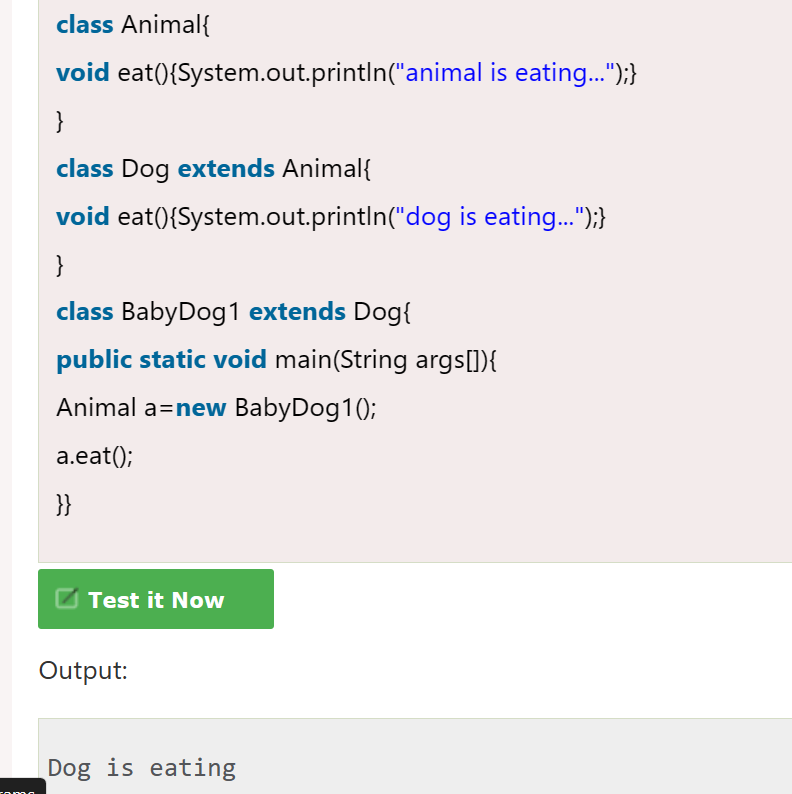 class Animal{
void eat(){System.out.println("animal is eating...");}
}
class Dog extends Animal{
void eat(){System.out.println("dog is eating...");}
}
class BabyDog1 extends Dog{
public static void main(String args[]){
Animal a=new BabyDog1();
a.eat();
}}
Test it Now
Output:
Dog is eating